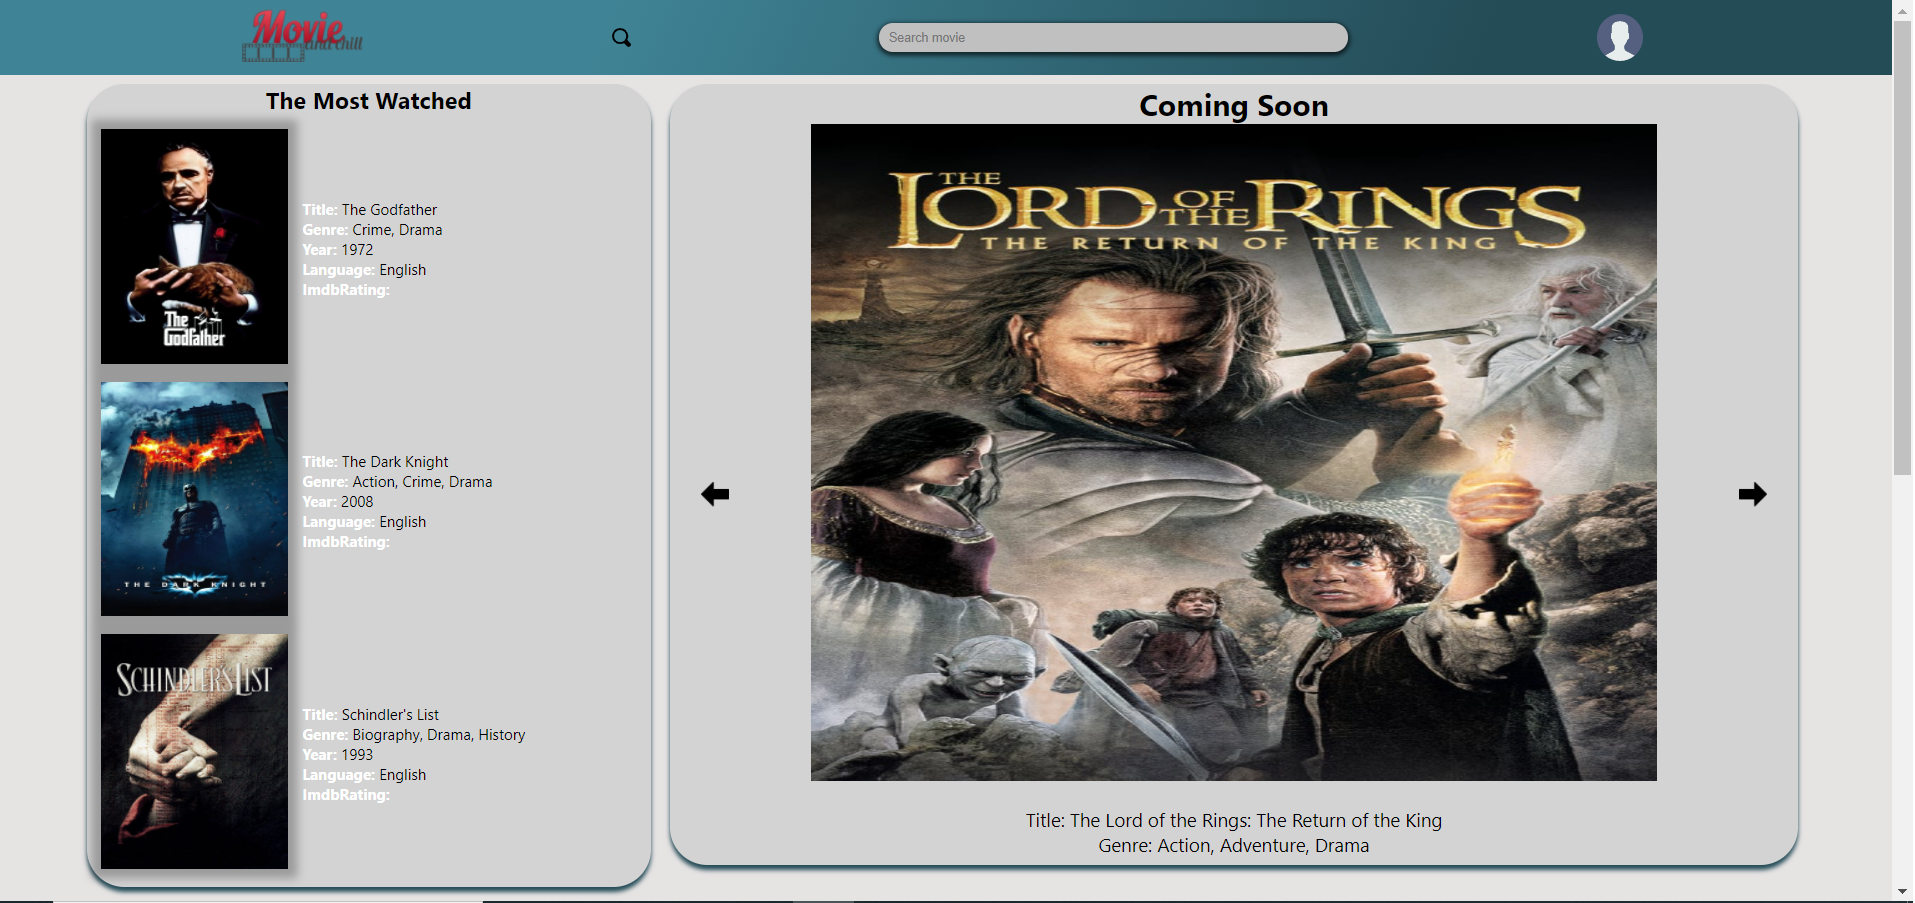 Movie
and chill
Search movie
The Most Watched
The
Godfather
Title: The Godfather
Genre: Crime, Drama
Year: 1972
Language: English
ImdbRating:
THE DARK KNIGHT
Title: The Dark Knight
Genre: Action, Crime, Drama
Year: 2008
Language: English
ImdbRating:
SCHINDLER'S LIST
Title: Schindler's List
Genre: Biography, Drama, History
Year: 1993
Language: English
ImdbRating:
Coming Soon
THE LORD OF THE RINGS
THE RETURN OF THE KING
Title: The Lord of the Rings: The Return of the King
Genre: Action, Adventure, Drama